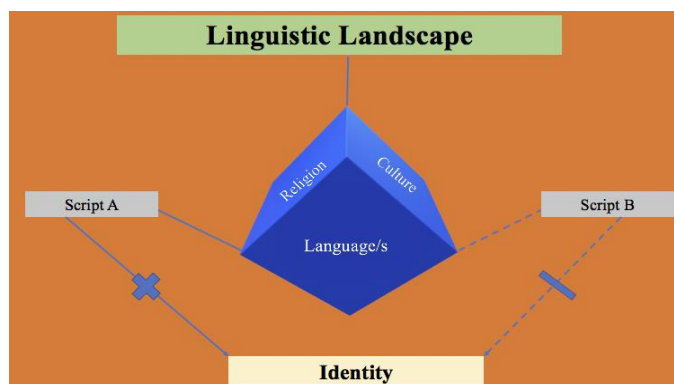 Linguistic Landscape
Religion
Culture
Script A
Script B
Language/s
Identity